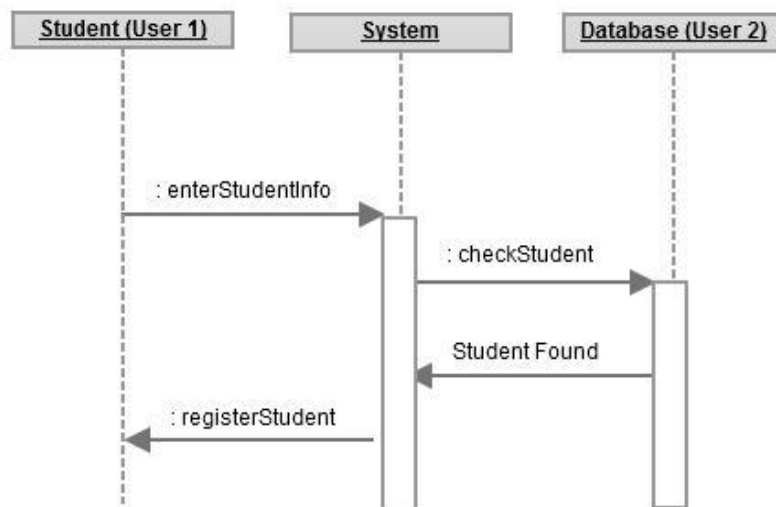 Student (User 1)
System
Database (User 2)
: enterStudentInfo
: checkStudent
Student Found
: registerStudent